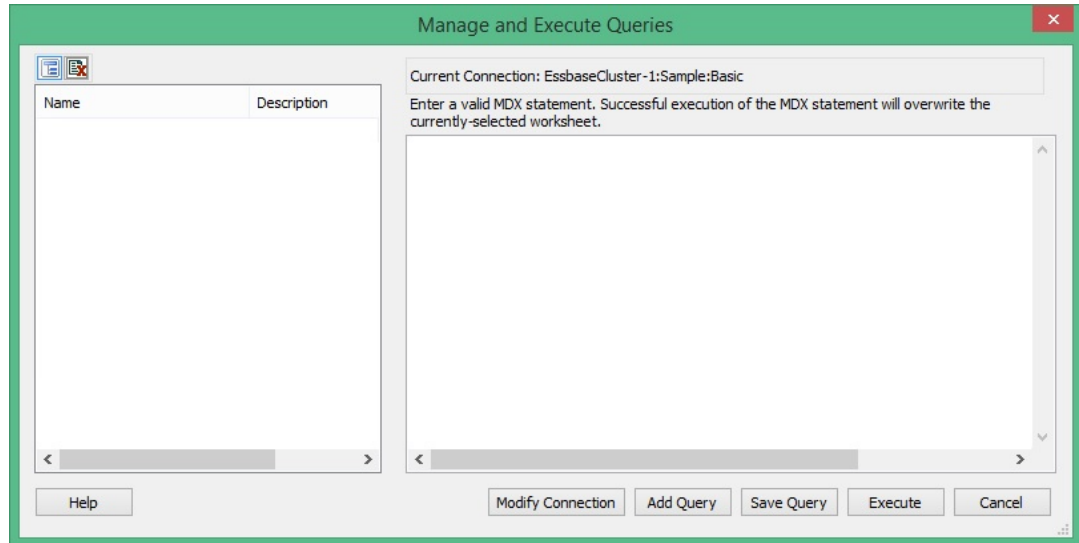 Manage and Execute Queries
Name Description
Current Connection: EssbaseCluster-1:Sample:Basic
Enter a valid MDX statement. Successful execution of the MDX statement will overwrite the
currently-selected worksheet.
Help Modify Connection Add Query Save Query Execute Cancel